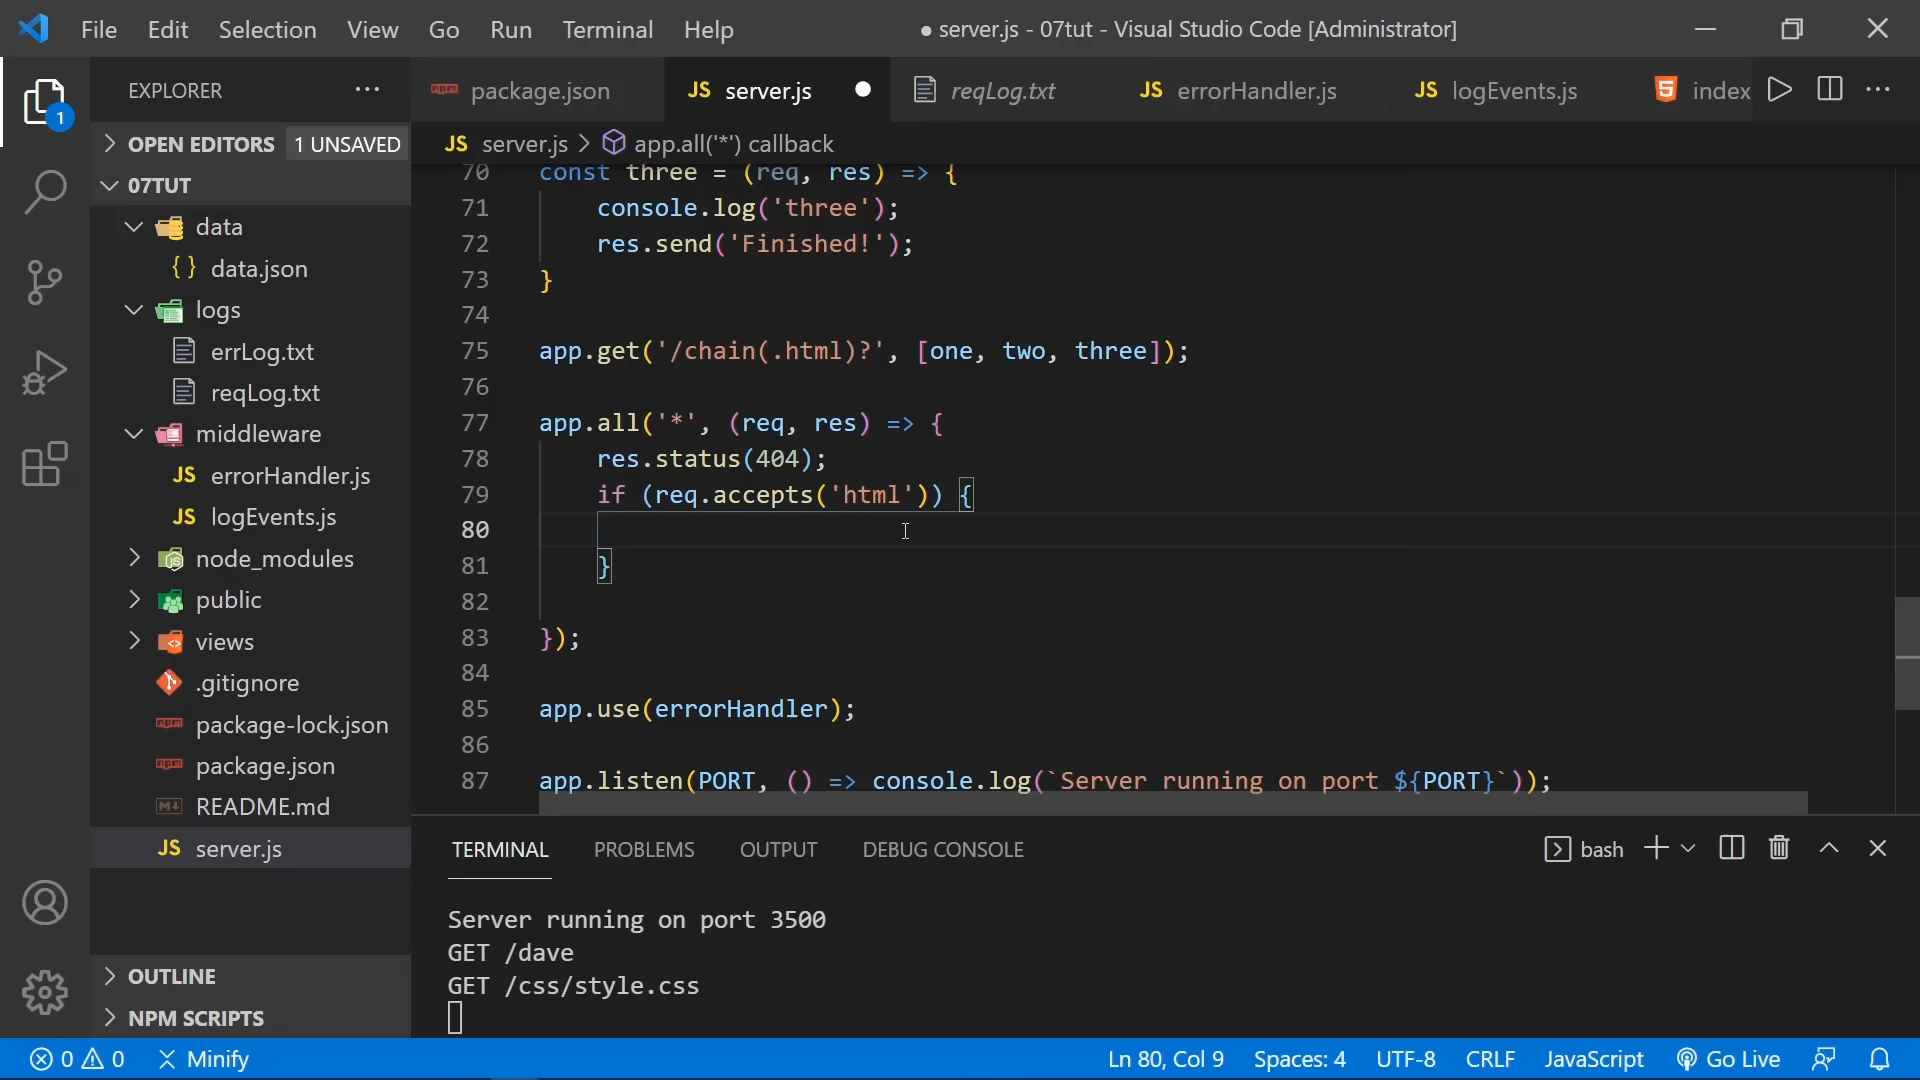 File Edit Selection View Go Run Terminal Help ● server.js - 07tut - Visual Studio Code [Administrator]
EXPLORER ···
package.json JS server.js ● reqLog.txt JS errorHandler.js JS logEvents.js 5 index ···
1
OPEN EDITORS 1 UNSAVED
JS server.js > app.all('*') callback
07TUT
data
{ } data.json
logs
errLog.txt
reqLog.txt
middleware
JS errorHandler.js
JS logEvents.js
node_modules
public
views
.gitignore
package-lock.json
package.json
README.md
JS server.js
OUTLINE
NPM SCRIPTS
70 const three = (req, res) => {
71 console.log('three');
72 res.send('Finished!');
73 }
74
75 app.get('/chain(.html)?', [one, two, three]);
76
77 app.all('*', (req, res) => {
78 res.status(404);
79 if (req.accepts('html')) {
80
81 }
82
83 });
84
85 app.use(errorHandler);
86
87 app.listen(PORT, () => console.log(`Server running on port ${PORT}`));
TERMINAL PROBLEMS OUTPUT DEBUG CONSOLE bash
Server running on port 3500
GET /dave
GET /css/style.css
0 0 Minify Ln 80, Col 9 Spaces: 4 UTF-8 CRLF JavaScript Go Live